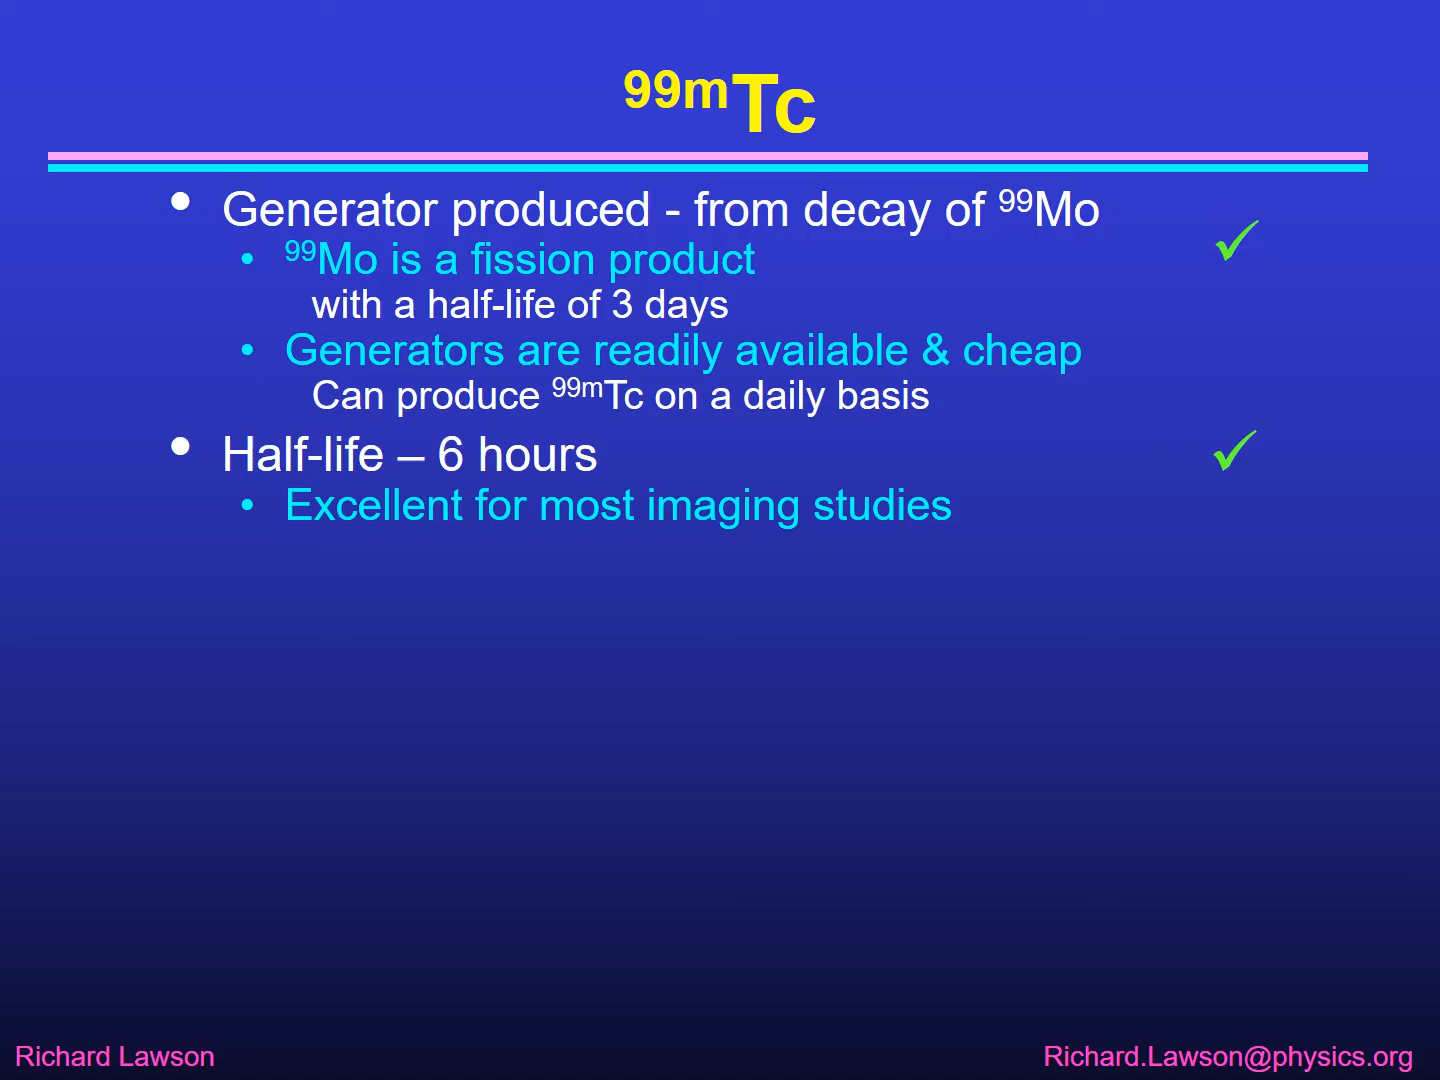 99mTc
• Generator produced - from decay of 99Mo
• 99Mo is a fission product
with a half-life of 3 days
• Generators are readily available & cheap
Can produce 99mTc on a daily basis
• Half-life – 6 hours
• Excellent for most imaging studies
Richard Lawson
Richard.Lawson@physics.org